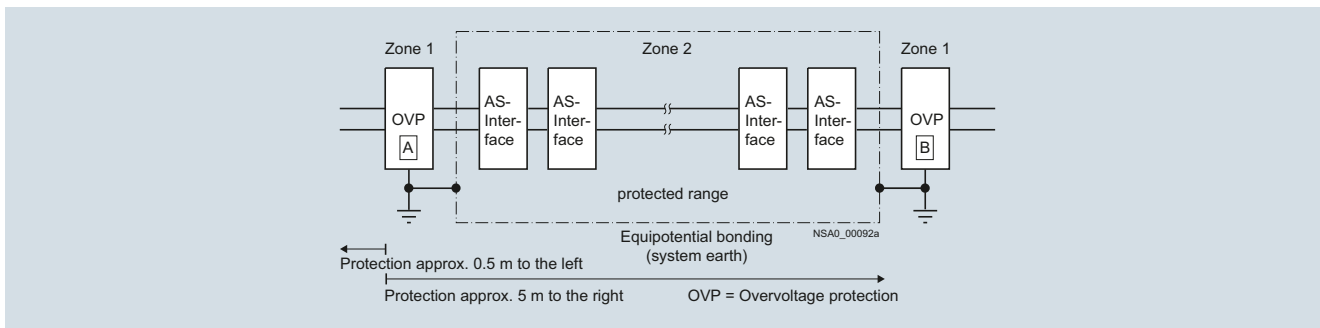 Zone 1
Zone 2
Zone 1
OVP
A
AS-
Inter-
face
AS-
Inter-
face
AS-
Inter-
face
AS-
Inter-
face
OVP
B
protected range
NSA0_00092a
Equipotential bonding
(system earth)
Protection approx. 0.5 m to the left
Protection approx. 5 m to the right
OVP = Overvoltage protection